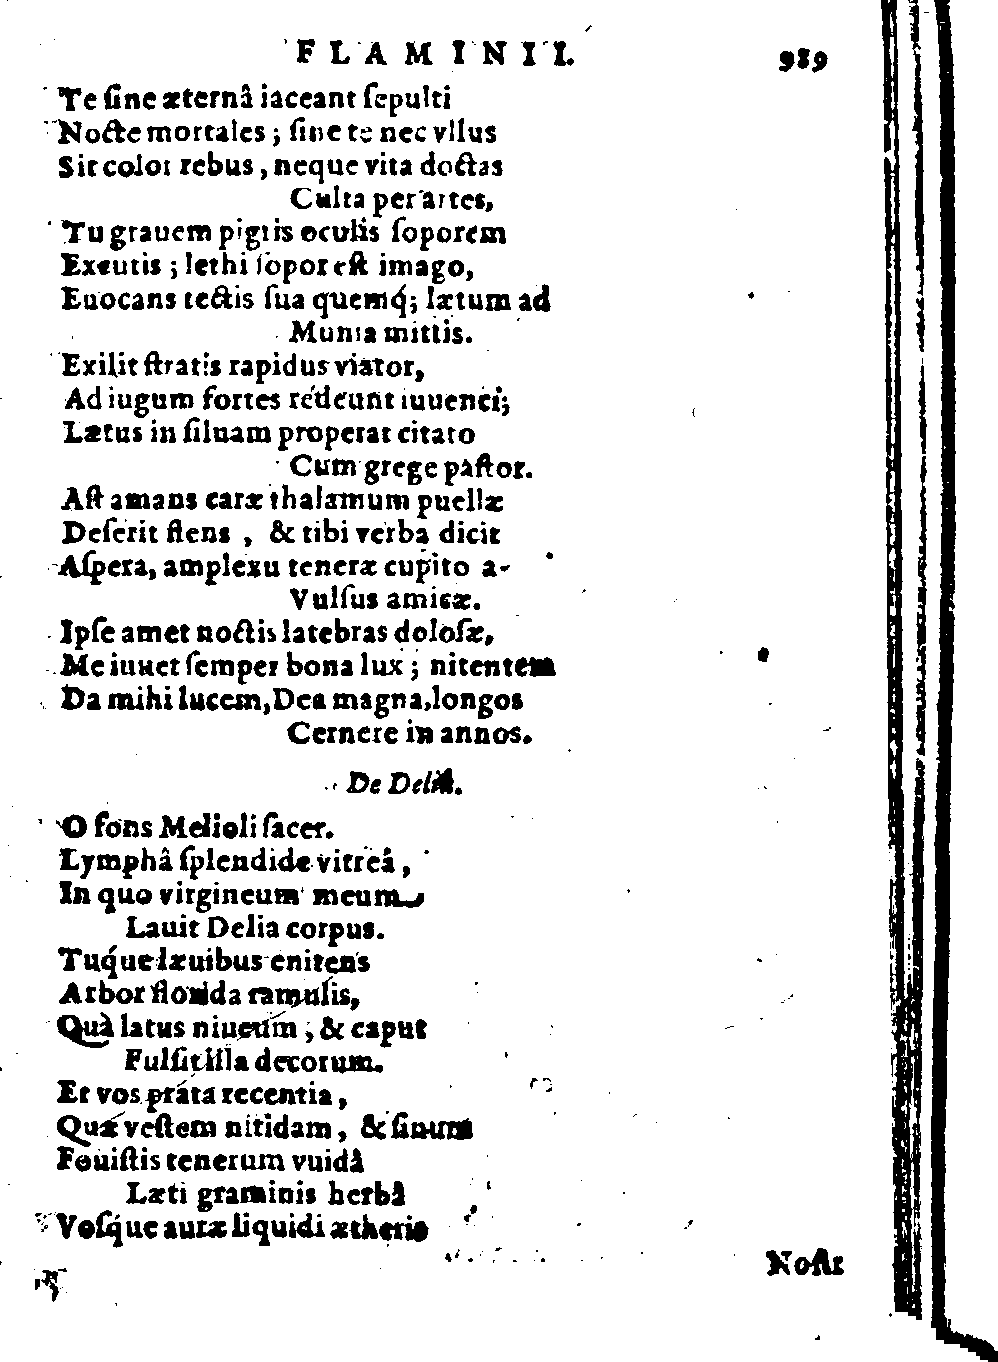 FLAMINII. 989
Te ſine æternâ iaceant ſepulti
Nocte mortales ; ſine te nec vllus
Sit color rebus, neque vita doctas
Culta per artes,
Tu grauem pigris oculis ſoporem
Excutis ; lethi ſopor eſt imago,
Euocans tectis ſua quemq́; lætum ad
Munia mittis.
Exilit ſtratis rapidus viator,
Ad iugum fortes redeunt iuuenci;
Lætus in ſiluam properat citato
Cum grege paſtor.
Aſt amans caræ thalamum puellæ
Deſerit flens , & tibi verba dicit
Aſpera, amplexu teneræ cupito a-
Vulſus amicæ.
Ipſe amet noctis latebras doloſæ,
Me iuuet ſemper bona lux ; nitentem
Da mihi lucem, Dea magna, longos
Cernere in annos.
De Deliâ.
O fons Melioli ſacer.
Lymphâ ſplendide vitreâ ,
In quo virgineum meum
Lauit Delia corpus.
Tuq́ue læuibus enitens
Arbor florida ramulis,
Quà latus niueum ; & caput
Fulſit illa decorum.
Et vos prata recentia ,
Quæ veſtem nitidam , & ſinum
Fouiſtis tenerum vuidâ
Læti graminis herbâ
Voſq́ue auræ liquidi ætheris
Noſtr